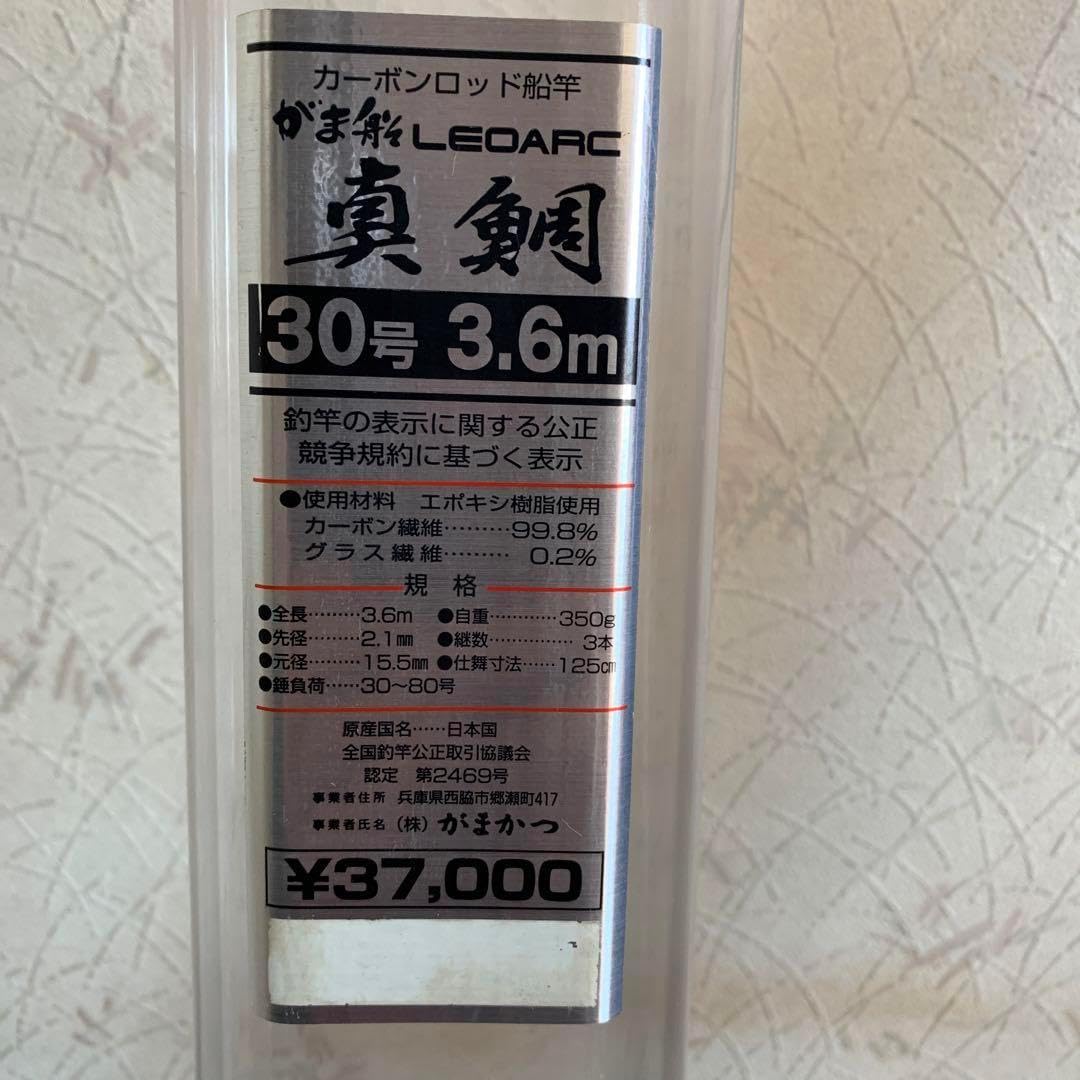 カーボンロッド船竿
がま船 LEOARC
真鯛
30号 3.6m
釣竿の表示に関する公正
競争規約に基づく表示
●使用材料 エポキシ樹脂使用
カーボン繊維………99.8%
グラス繊維……… 0.2%
規格
●全長………3.6m ●自重…………350g
●先径………2.1mm ●継数……………3本
●元径………15.5mm ●仕舞寸法……125cm
●錘負荷……30～80号
原産国名……日本国
全国釣竿公正取引協議会
認定 第2469号
事業者住所 兵庫県西脇市郷瀬町417
事業者氏名 (株)がまかつ
¥37,000